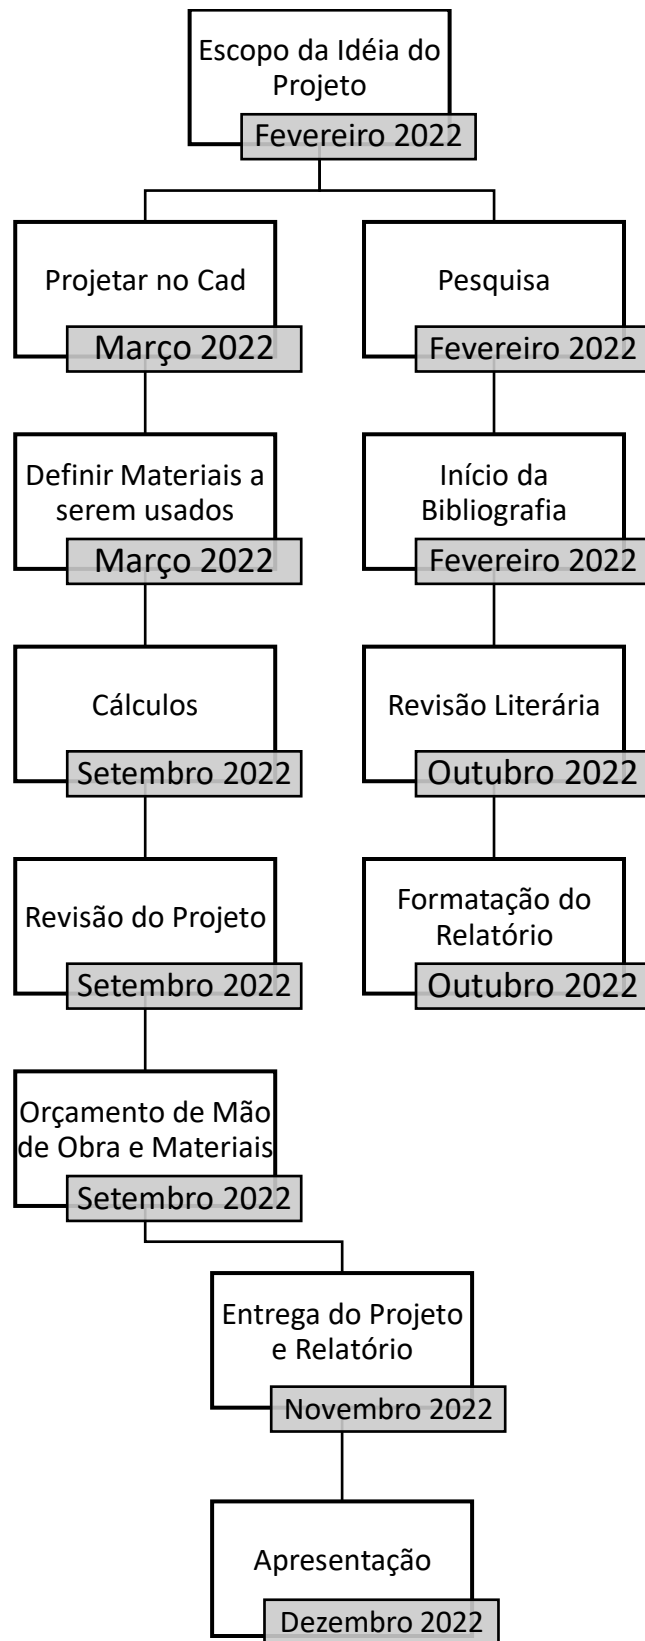 Escopo da Idéia do
Projeto
Fevereiro 2022
Projetar no Cad
Março 2022
Pesquisa
Fevereiro 2022
Definir Materiais a
serem usados
Março 2022
Início da
Bibliografia
Fevereiro 2022
Cálculos
Setembro 2022
Revisão Literária
Outubro 2022
Revisão do Projeto
Setembro 2022
Formatação do
Relatório
Outubro 2022
Orçamento de Mão
de Obra e Materiais
Setembro 2022
Entrega do Projeto
e Relatório
Novembro 2022
Apresentação
Dezembro 2022